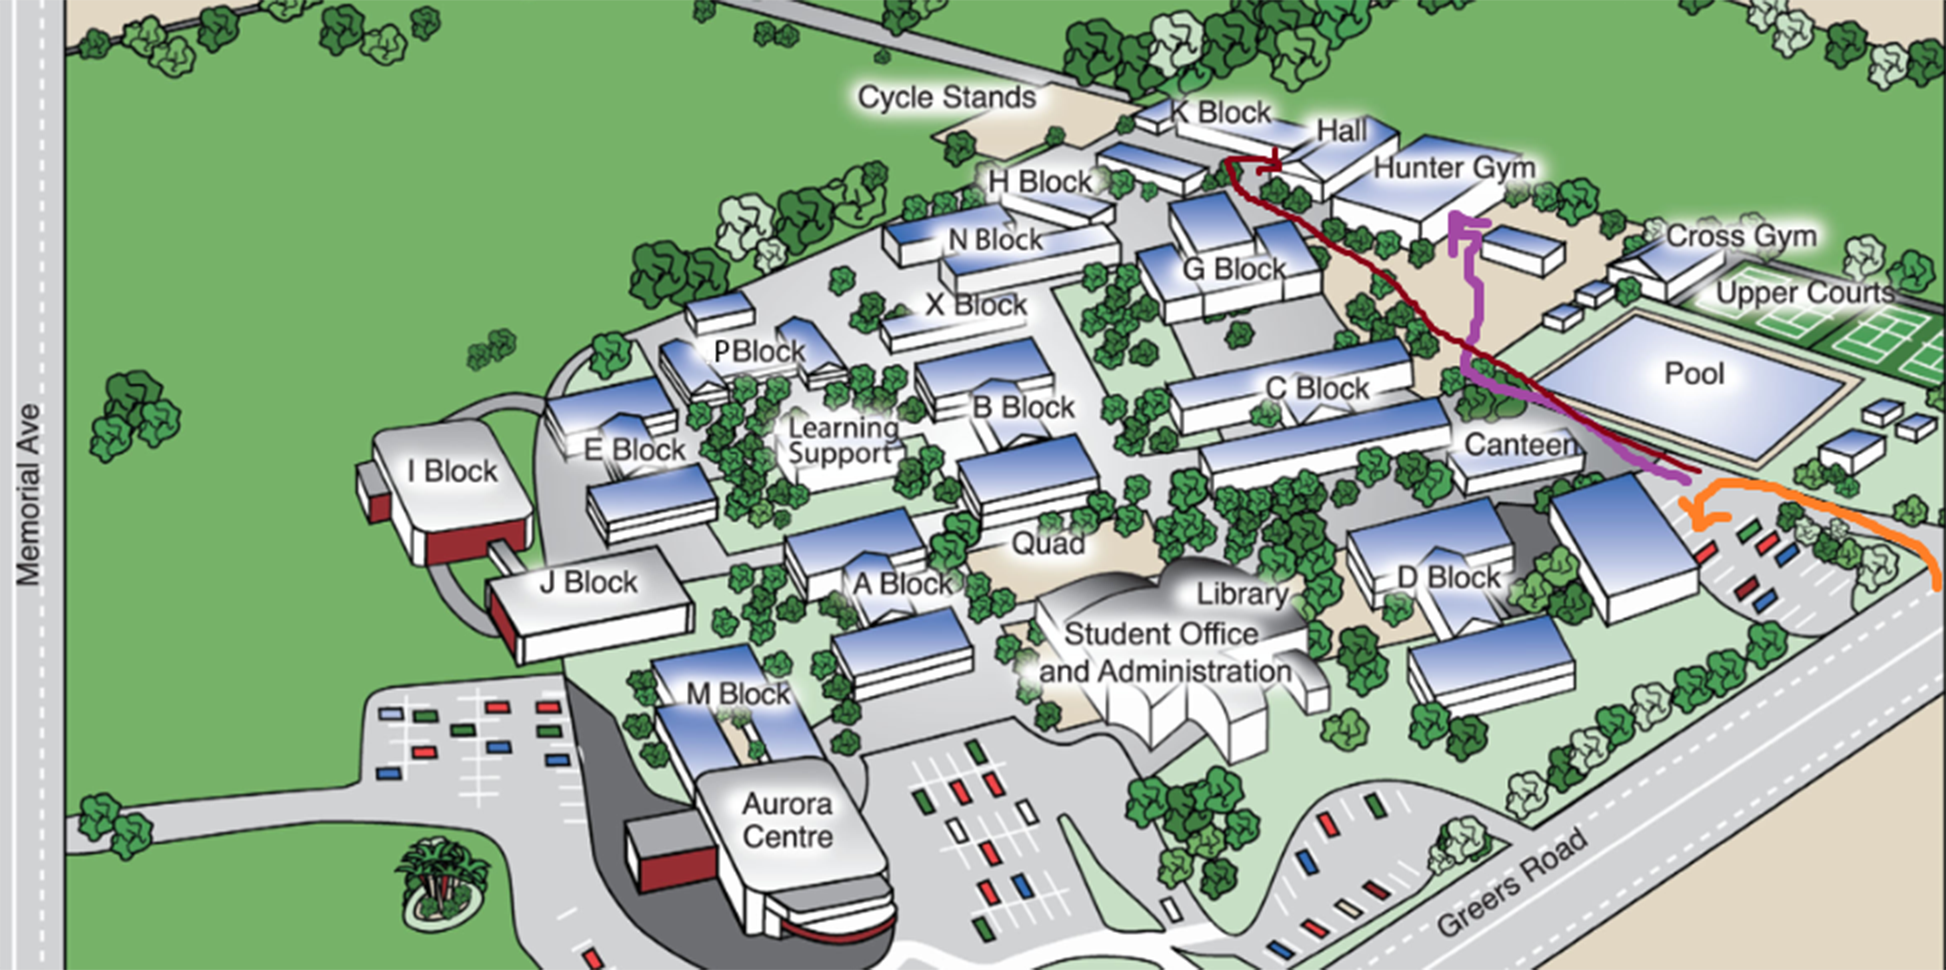 Cycle Stands
K Block
Hall
Hunter Gym
H Block
N Block
Cross Gym
G Block
Upper Courts
X Block
PBlock
Pool
C Block
B Block
Learning
Support
E Block
Canteen
I Block
Memorial Ave
Quad
J Block
A Block
D Block
Library
Student Office
and Administration
M Block
Aurora
Centre
Greers Road